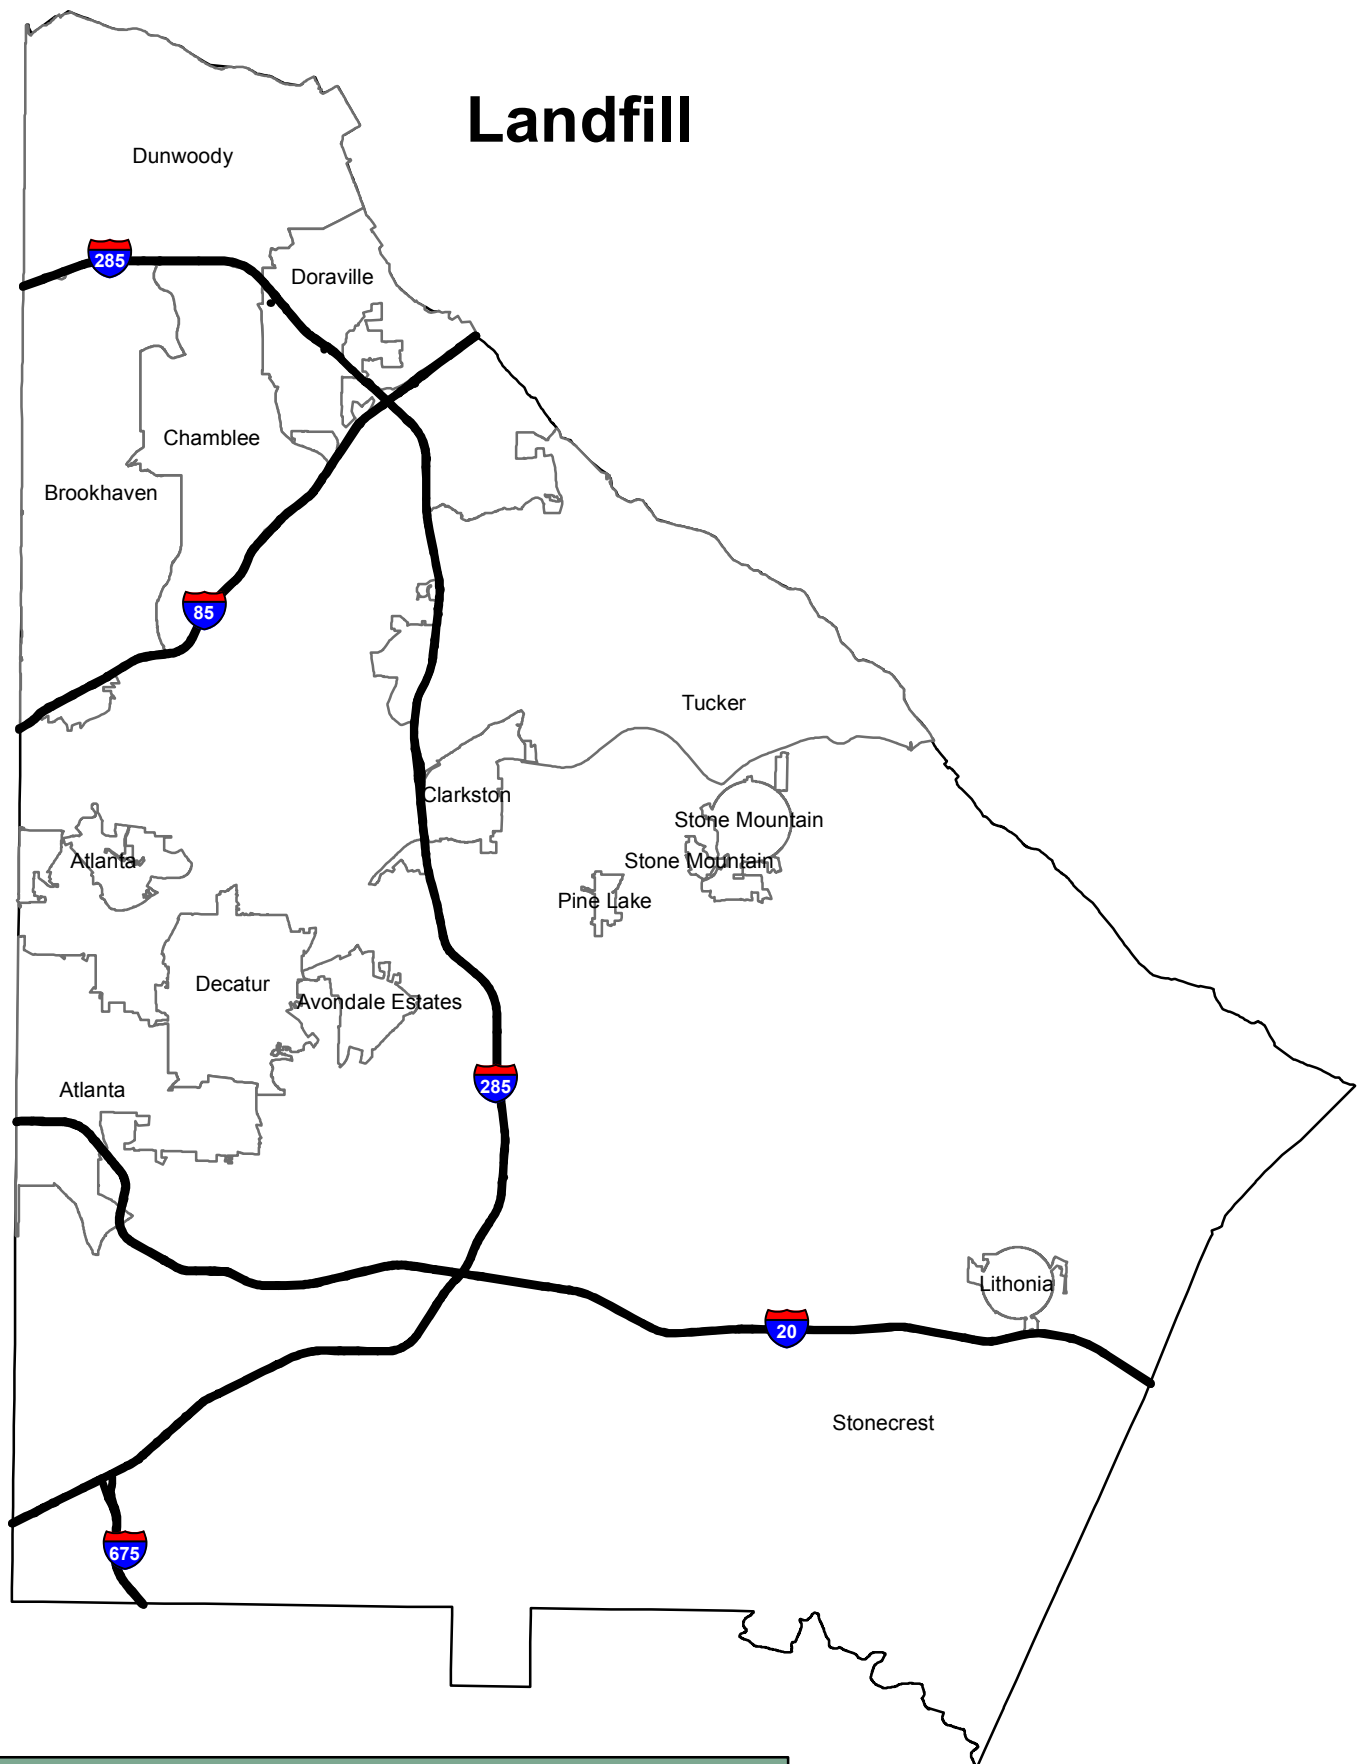 Landfill
Dunwoody
285
Doraville
Chamblee
Brookhaven
85
Tucker
Clarkston
Stone Mountain
Atlanta
Stone Mountain
Pine Lake
Decatur
Avondale Estates
285
Atlanta
Lithonia
20
Stonecrest
675